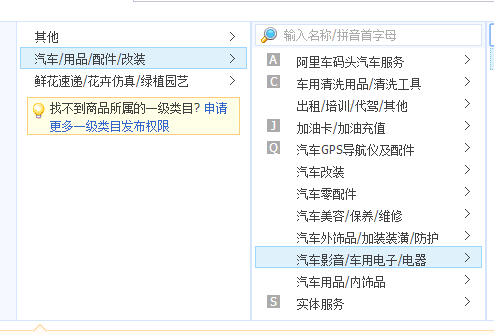 其他
汽车/用品/配件/改装
鲜花速递/花卉仿真/绿植园艺
找不到商品所属的一级类目? 申请
更多一级类目发布权限
输入名称/拼音首字母
A 阿里车码头汽车服务
C 车用清洗用品/清洗工具
出租/培训/代驾/其他
J 加油卡/加油充值
Q 汽车GPS导航仪及配件
汽车改装
汽车零配件
汽车美容/保养/维修
汽车外饰品/加装装潢/防护
汽车影音/车用电子/电器
汽车用品/内饰品
S 实体服务